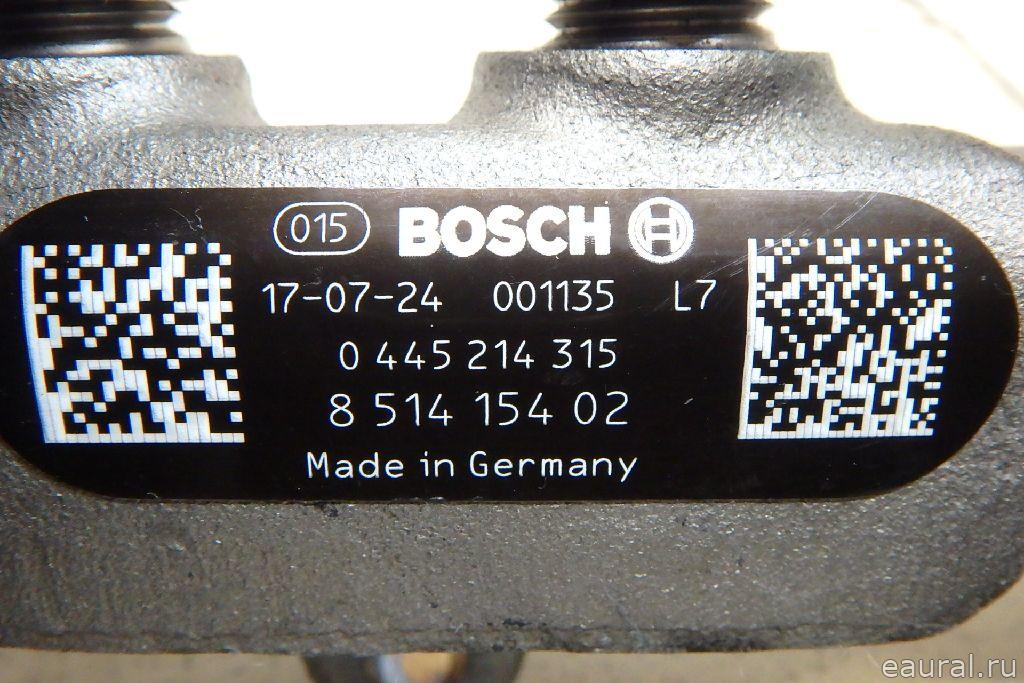 015 BOSCH
17-07-24 001135 L7
0 445 214 315
8 514 154 02
Made in Germany
eaural.ru